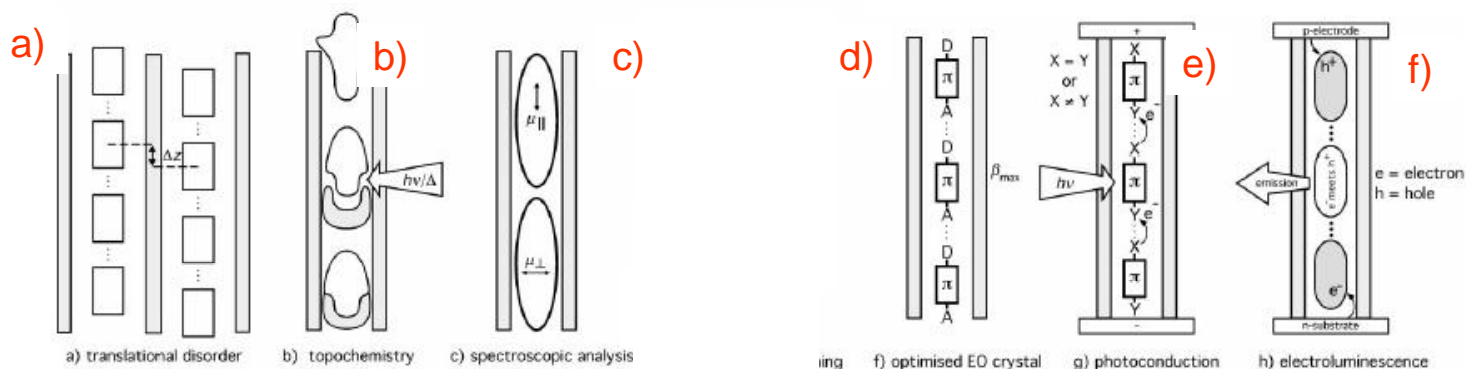 a)
Δz
a) translational disorder
b)
hν/Δ
b) topochemistry
c)
μ||
μ⊥
c) spectroscopic analysis
ning
d)
D
π
A
D
π
A
D
π
A
βmax
f) optimised EO crystal
X = Y
or
X ≠ Y
hν
e)
+
X
π
Y
e-
X
π
Y
e-
X
π
Y
-
g) photoconduction
f)
p-electrode
h+
emission
e- meets h+
e-
n-substrate
e = electron
h = hole
h) electroluminescence